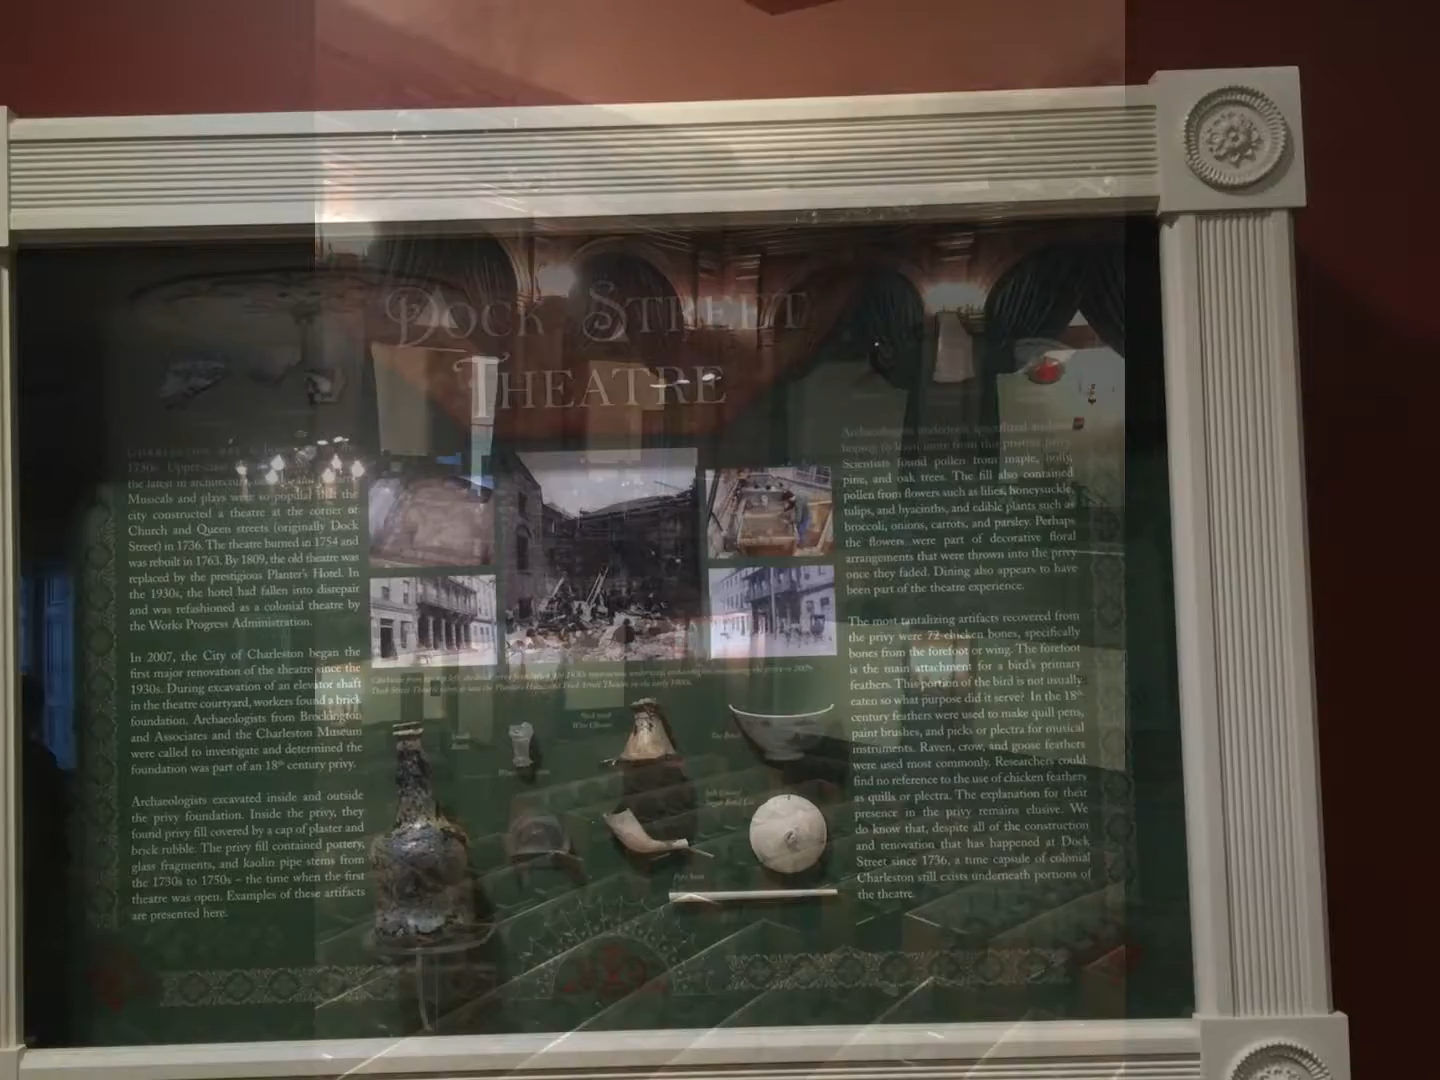 DOCK STREET
THEATRE
1730s. Upper-class
the latest in architecture,
Musicals and plays were so popular that the
city constructed a theatre at the corner of
Church and Queen streets (originally Dock
Street) in 1736. The theatre burned in 1754 and
was rebuilt in 1763. By 1809, the old theatre was
replaced by the prestigious Planter's Hotel. In
the 1930s, the hotel had fallen into disrepair
and was refashioned as a colonial theatre by
the Works Progress Administration.
In 2007, the City of Charleston began the
first major renovation of the theatre since the
1930s. During excavation of an elevator shaft
in the theatre courtyard, workers found a brick
foundation. Archaeologists from Brockington
and Associates and the Charleston Museum
were called to investigate and determined the
foundation was part of an 18th century privy.
Archaeologists excavated inside and outside
the privy foundation. Inside the privy, they
found privy fill covered by a cap of plaster and
brick rubble. The privy fill contained pottery,
glass fragments, and kaolin pipe stems from
the 1730s to 1750s – the time when the first
theatre was open. Examples of these artifacts
are presented here.
Archaeologists undertook specialized
hoping to learn more from this pristine privy.
Scientists found pollen from maple, holly,
pine, and oak trees. The fill also contained
pollen from flowers such as lilies, honeysuckle,
tulips, and hyacinths, and edible plants such as
broccoli, onions, carrots, and parsley. Perhaps
the flowers were part of decorative floral
arrangements that were thrown into the privy
once they faded. Dining also appears to have
been part of the theatre experience.
The most tantalizing artifacts recovered from
the privy were 72 chicken bones, specifically
bones from the forefoot or wing. The forefoot
is the main attachment for a bird's primary
feathers. This portion of the bird is not usually
eaten so what purpose did it serve? In the 18th
century feathers were used to make quill pens,
paint brushes, and picks or plectra for musical
instruments. Raven, crow, and goose feathers
were used most commonly. Researchers could
find no reference to the use of chicken feathers
as quills or plectra. The explanation for their
presence in the privy remains elusive. We
do know that, despite all of the construction
and renovation that has happened at Dock
Street since 1736, a time capsule of colonial
Charleston still exists underneath portions of
the theatre.